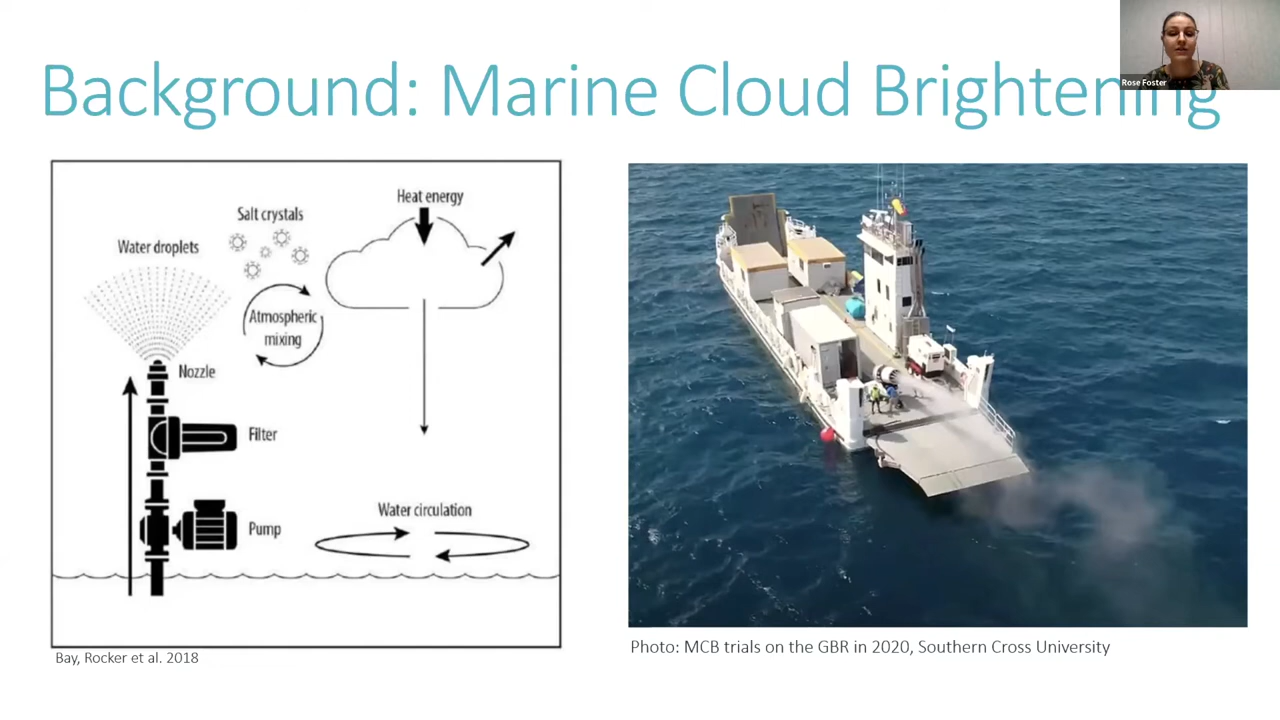 Background: Marine Cloud Brightening
Rose Foster
Heat energy
Salt crystals
Water droplets
Atmospheric
mixing
Nozzle
Filter
Water circulation
Pump
Bay, Rocker et al. 2018
Photo: MCB trials on the GBR in 2020, Southern Cross University